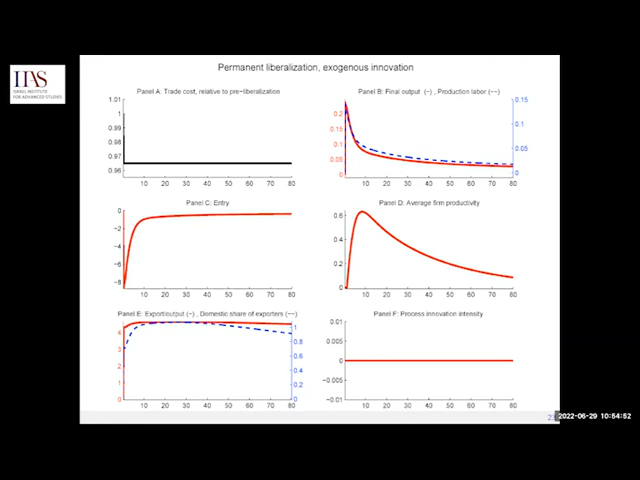 IIAS
ISRAEL INSTITUTE
FOR ADVANCED STUDIES
Permanent liberalization, exogenous innovation
Panel A: Trade cost, relative to pre−liberalization
1.01
1
0.99
0.98
0.97
0.96
10 20 30 40 50 60 70 80
Panel B: Final output (−) , Production labor (−−)
0.2
0.15
0.1
0.05
0
0.15
0.1
0.05
0
10 20 30 40 50 60 70 80
Panel C: Entry
0
−2
−4
−6
−8
10 20 30 40 50 60 70 80
Panel D: Average firm productivity
0.6
0.4
0.2
0
10 20 30 40 50 60 70 80
Panel E: Export/output (−) , Domestic share of exporters (−−)
4
3
2
1
0
1
0.8
0.6
0.4
0.2
0
10 20 30 40 50 60 70 80
Panel F: Process innovation intensity
0.01
0.005
0
−0.005
−0.01
10 20 30 40 50 60 70 80
2022-06-29 10:54:52